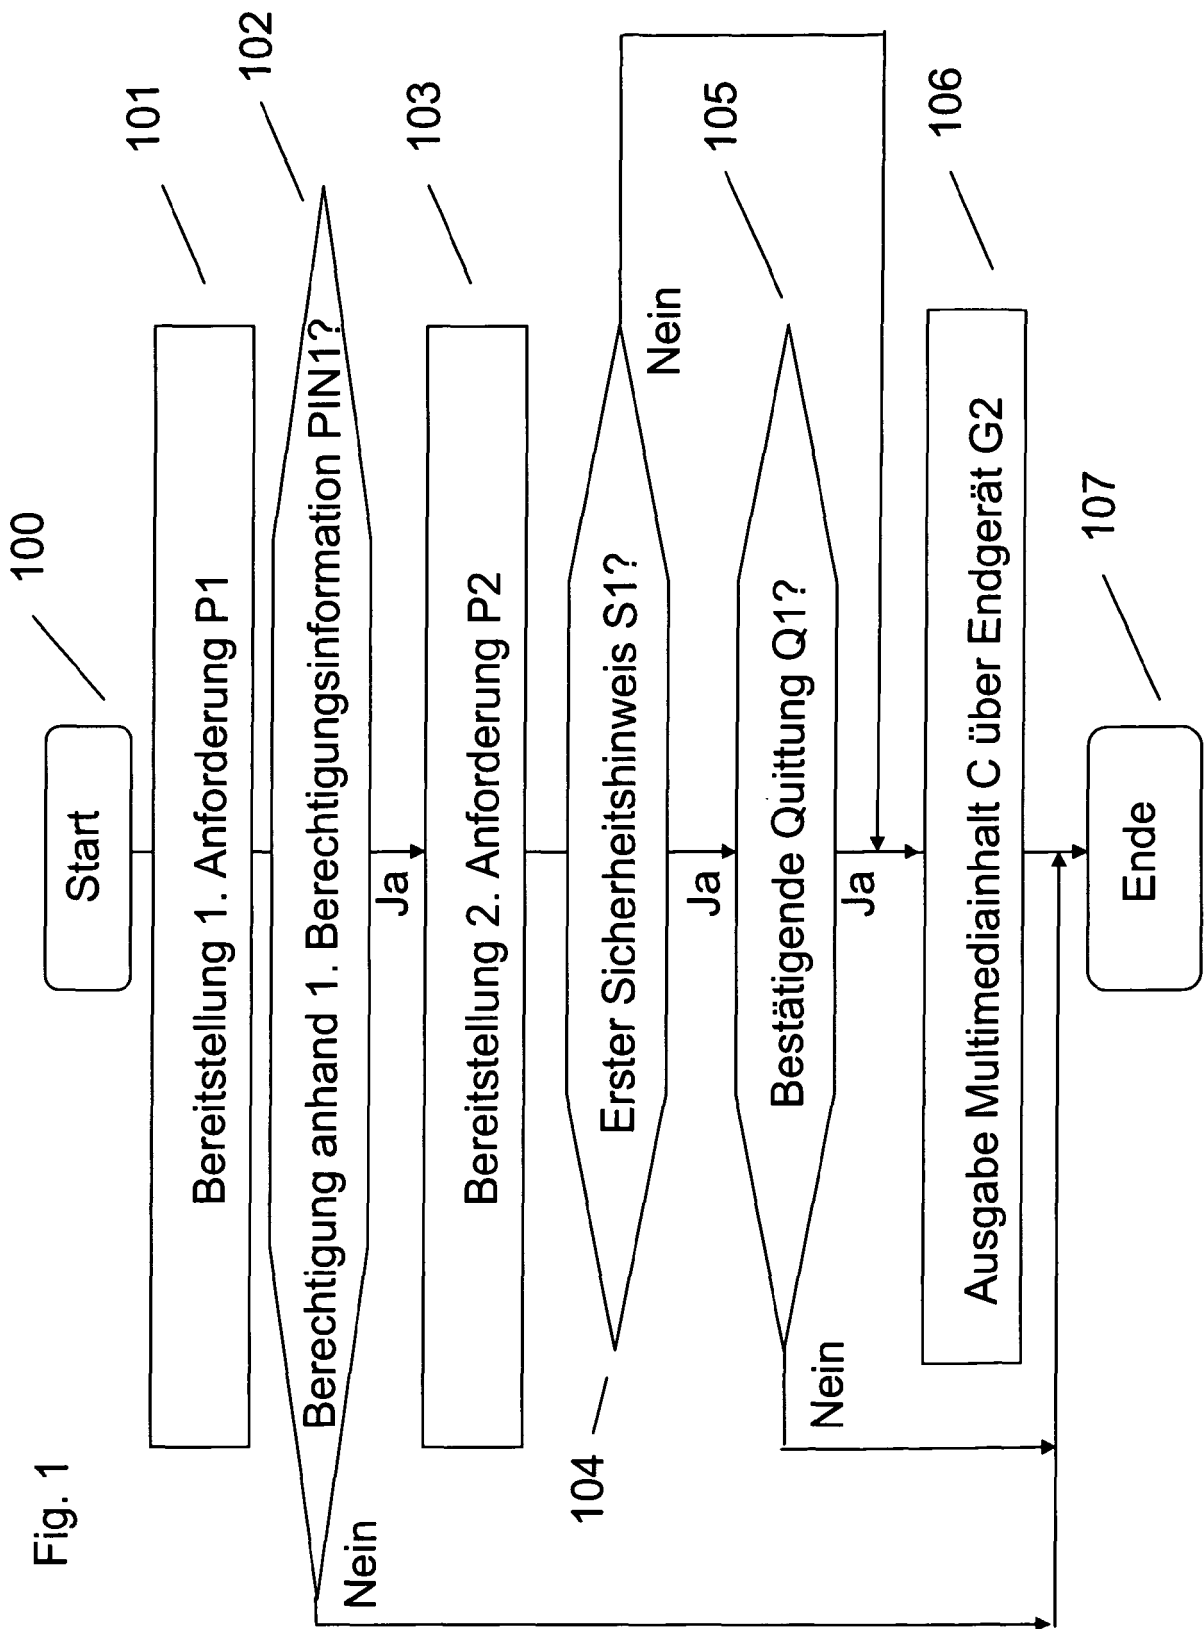 Fig. 1
Start
100
Bereitstellung 1. Anforderung P1
101
Berechtigung anhand 1. Berechtigungsinformation PIN1?
102
Nein
Ja
Bereitstellung 2. Anforderung P2
103
Erster Sicherheitshinweis S1?
104
Nein
Ja
Bestätigende Quittung Q1?
105
Nein
Ja
Ausgabe Multimediainhalt C über Endgerät G2
106
Ende
107